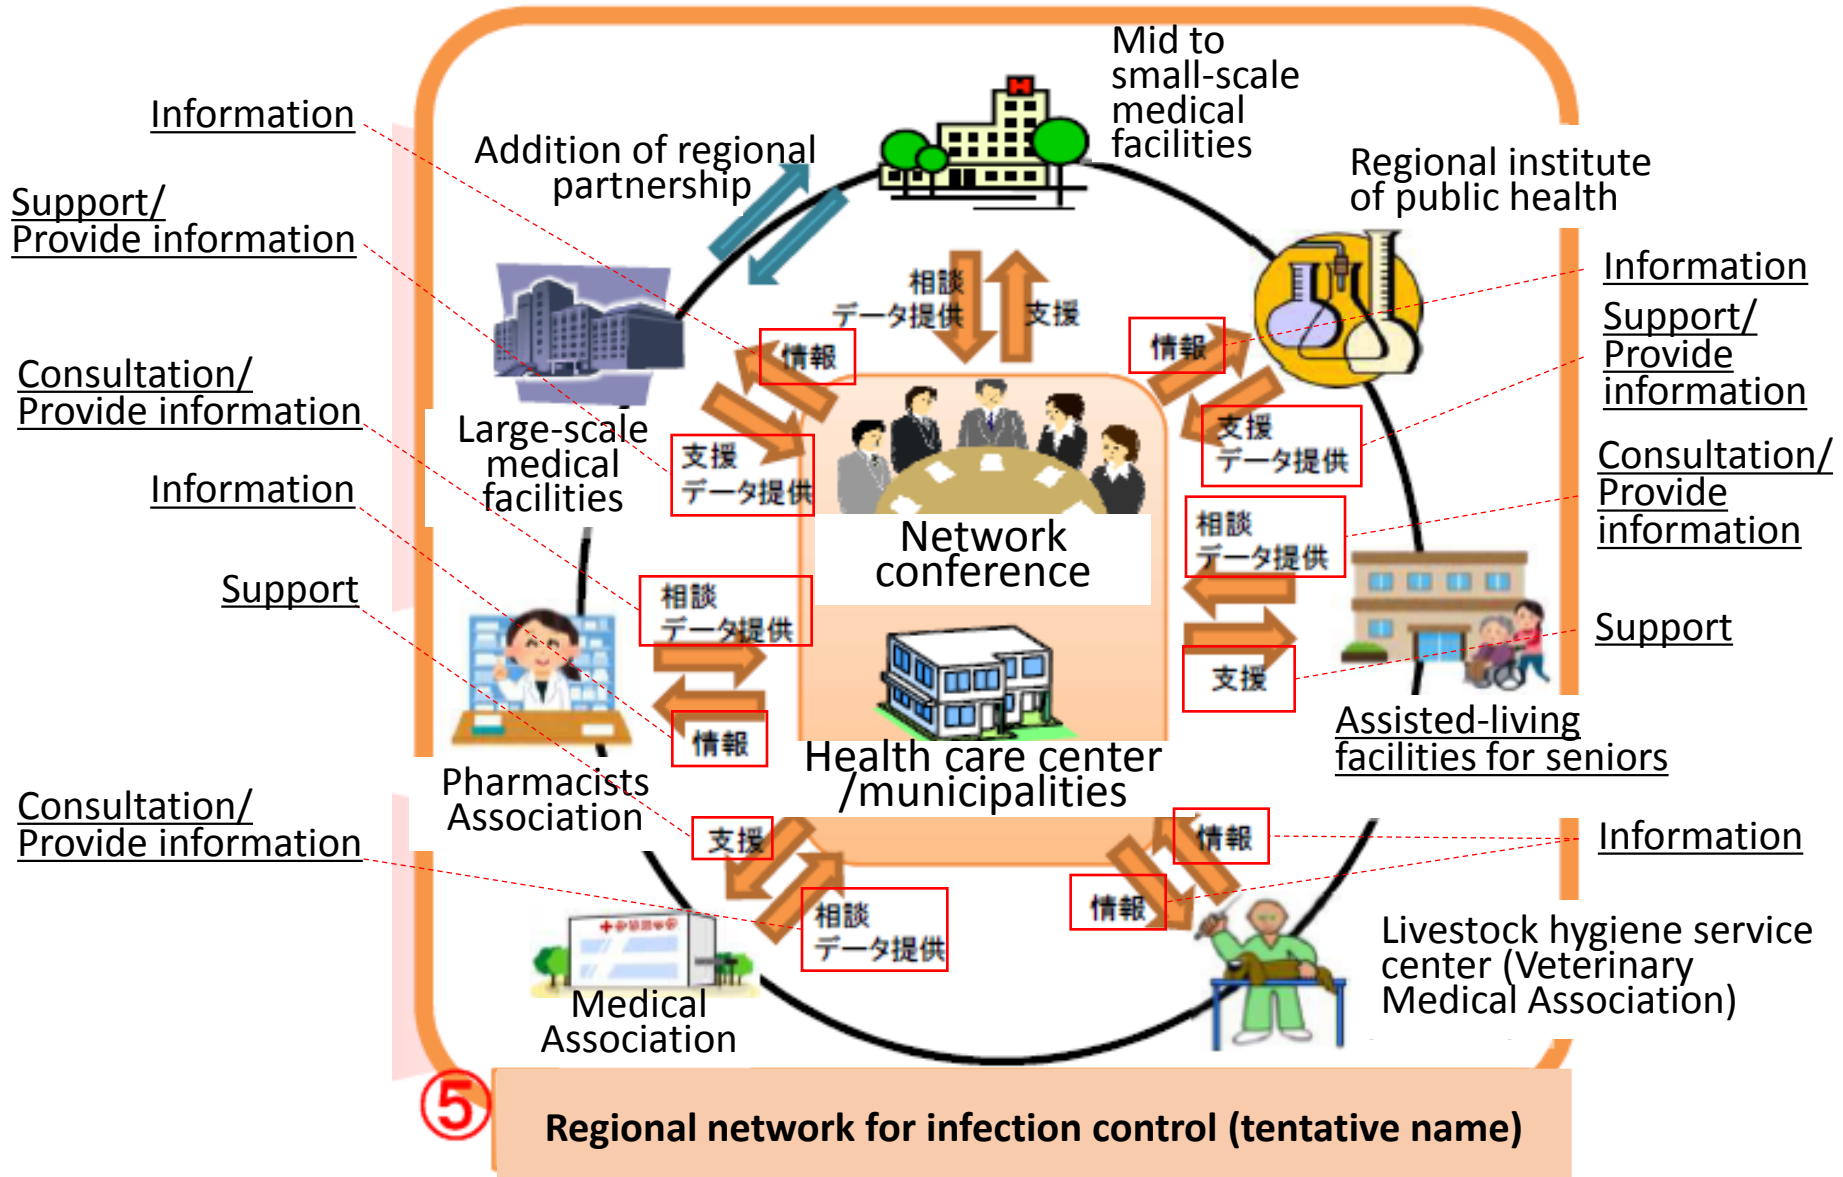 Mid to
small-scale
medical
facilities
Information
Addition of regional
partnership
Regional institute
of public health
Support/
Provide information
相談
データ提供
支援
Information
Support/
Provide
information
情報
情報
Consultation/
Provide information
Large-scale
medical
facilities
支援
データ提供
支援
データ提供
Consultation/
Provide
information
Information
Network
conference
相談
データ提供
Support
相談
データ提供
支援
Support
情報
Assisted-living
facilities for seniors
Health care center
/municipalities
Pharmacists
Association
Consultation/
Provide information
支援
情報
Information
情報
相談
データ提供
Livestock hygiene service
center (Veterinary
Medical Association)
Medical
Association
⑤
Regional network for infection control (tentative name)
H